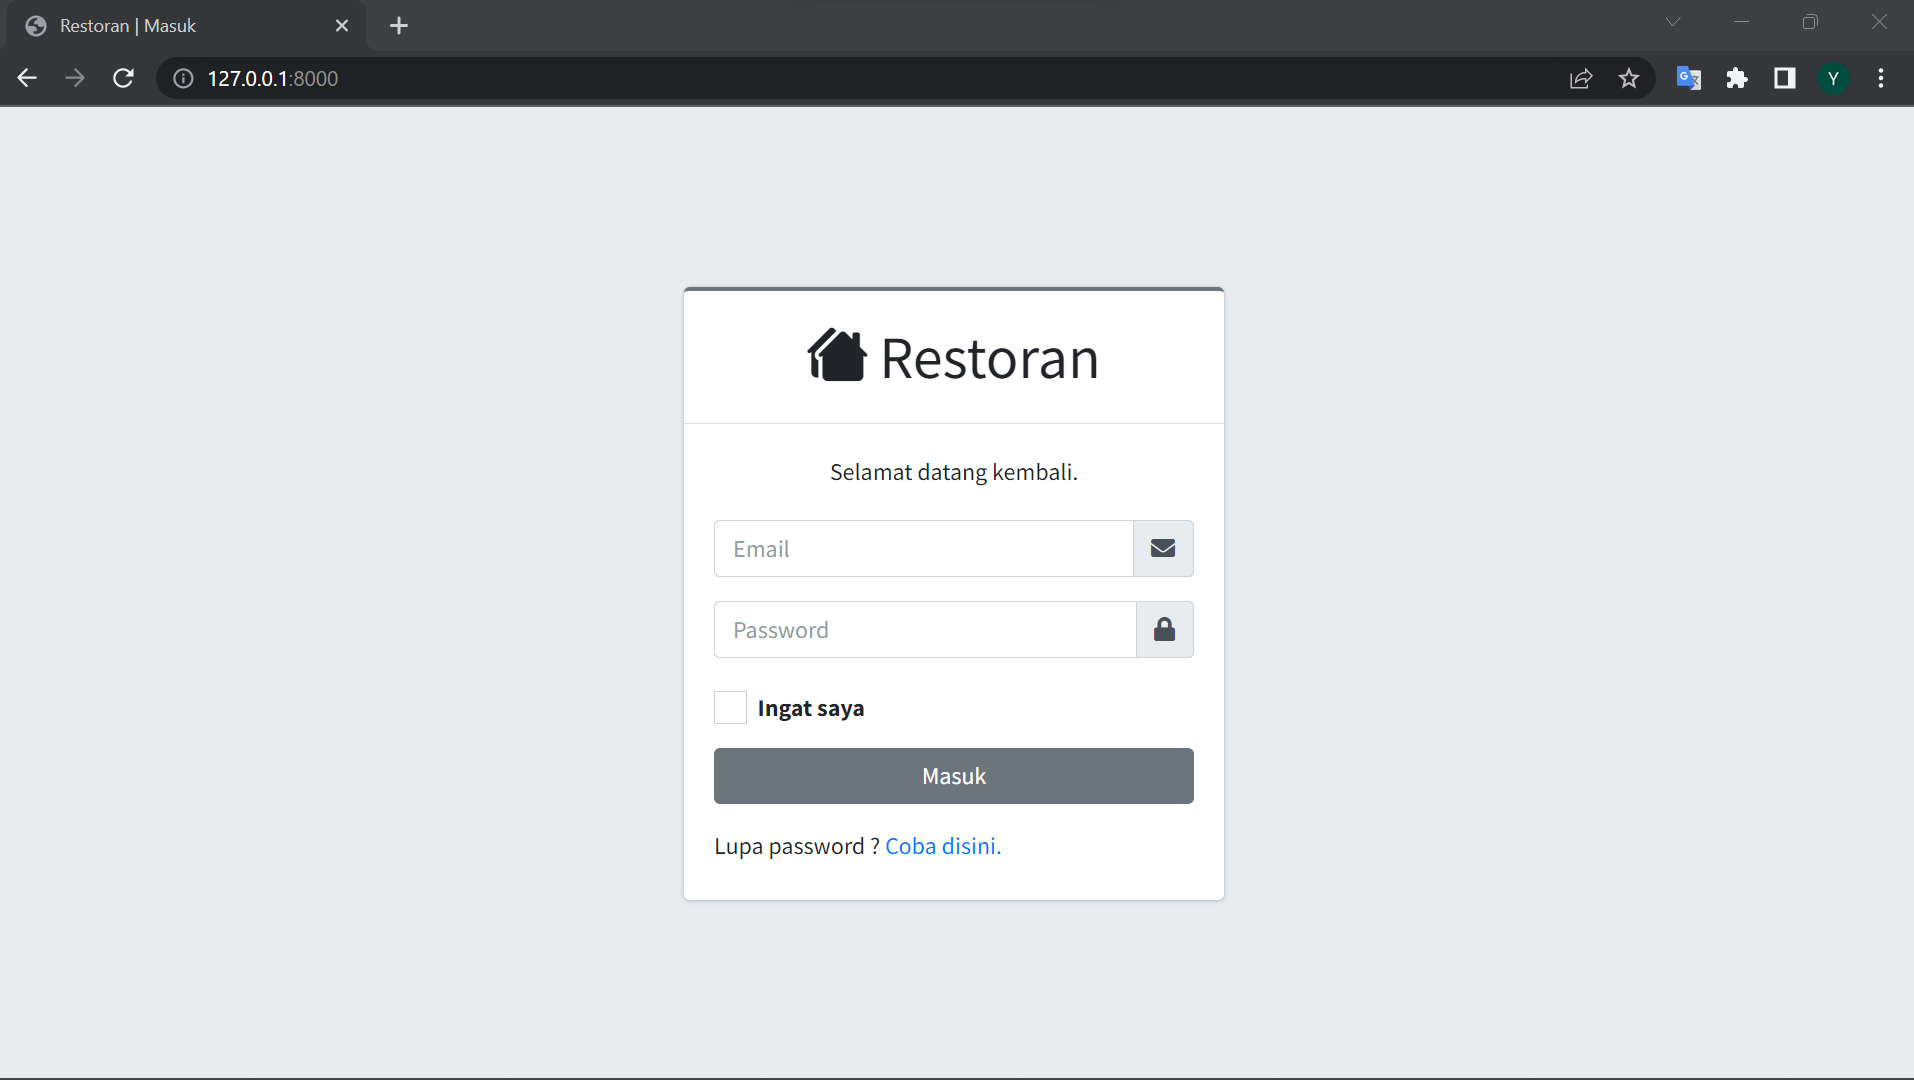 Restoran | Masuk
127.0.0.1:8000
Y
Restoran
Selamat datang kembali.
Email
Password
Ingat saya
Masuk
Lupa password ? Coba disini.